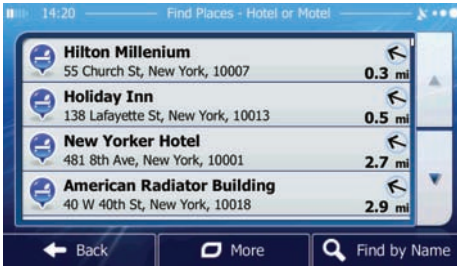 14:20 Find Places - Hotel or Motel
Hilton Millenium
55 Church St, New York, 10007
0.3 mi
Holiday Inn
138 Lafayette St, New York, 10013
0.5 mi
New Yorker Hotel
481 8th Ave, New York, 10001
2.7 mi
American Radiator Building
40 W 40th St, New York, 10018
2.9 mi
Back More Find by Name